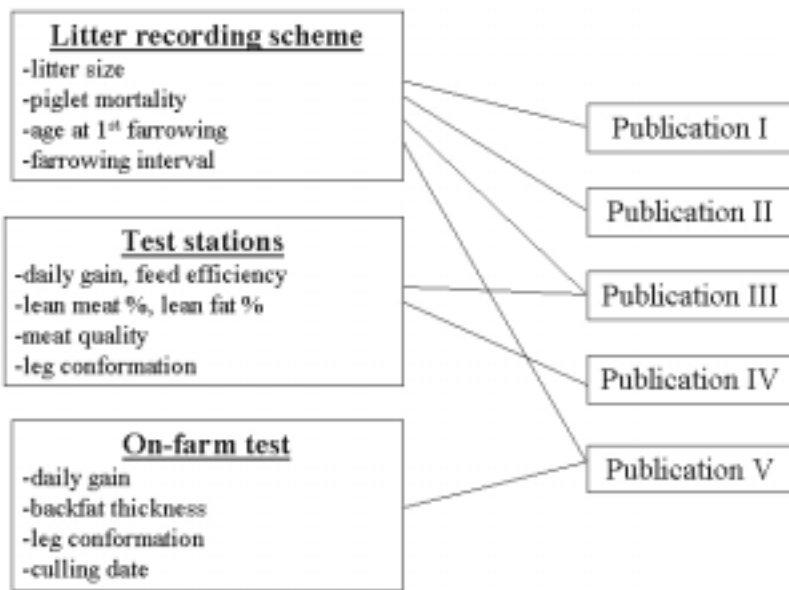 Litter recording scheme
-litter size
-piglet mortality
-age at 1st farrowing
-farrowing interval
Test stations
-daily gain, feed efficiency
-lean meat %, lean fat %
-meat quality
-leg conformation
On-farm test
-daily gain
-backfat thickness
-leg conformation
-culling date
Publication I
Publication II
Publication III
Publication IV
Publication V